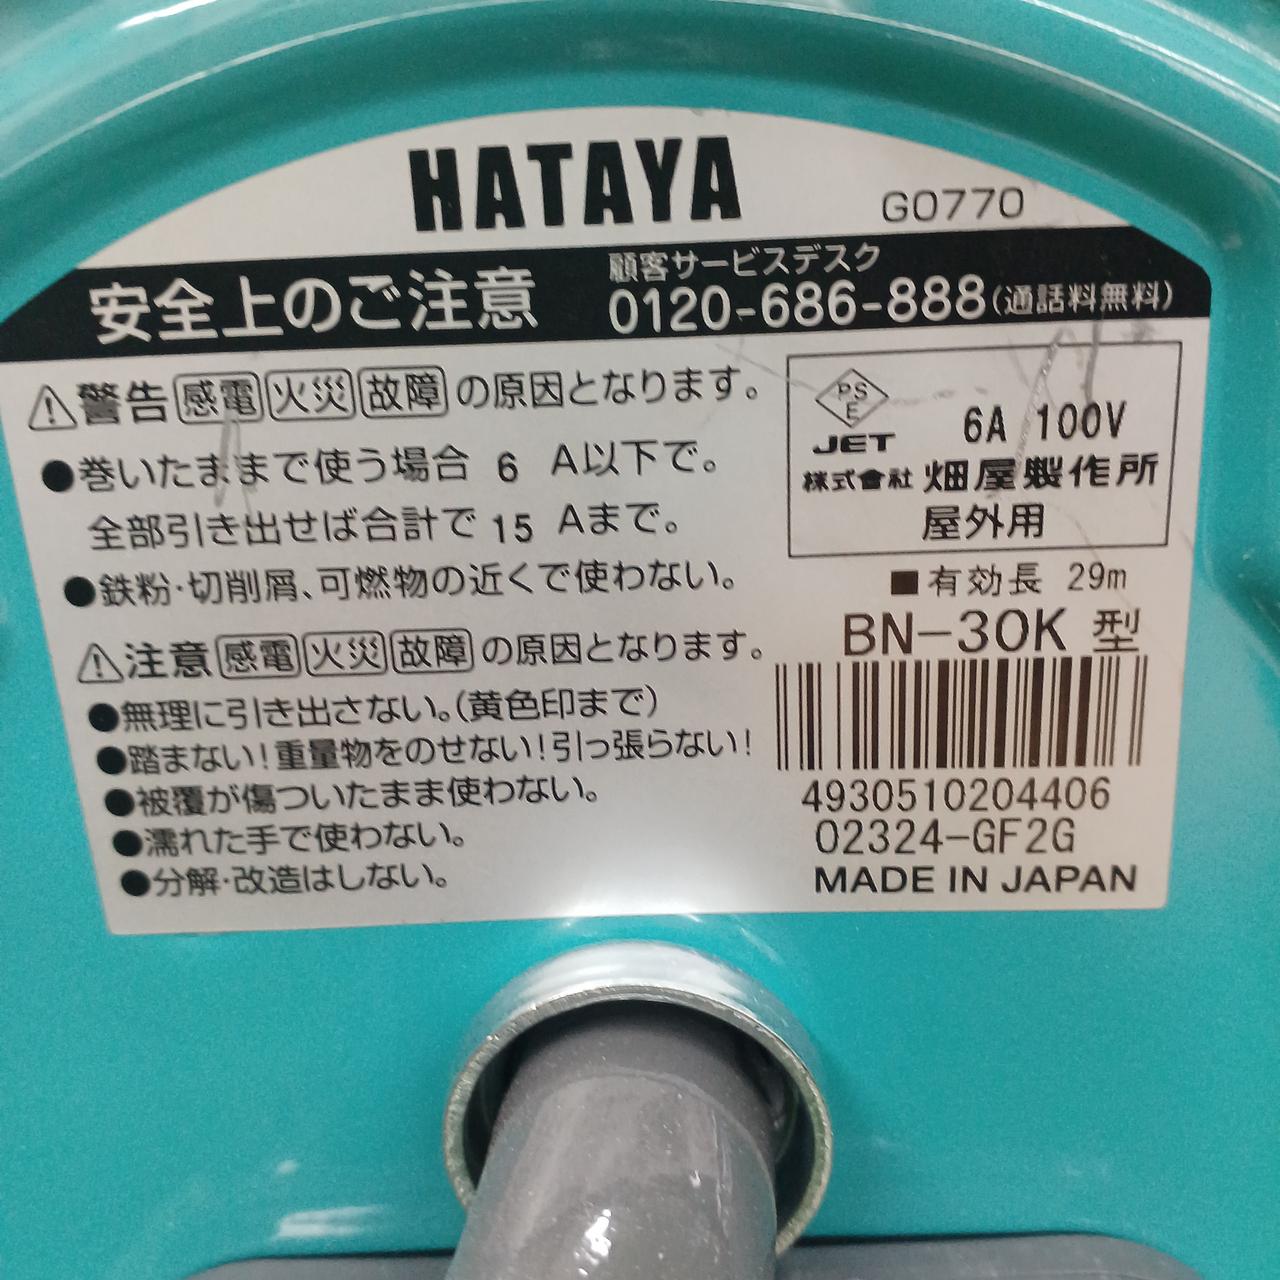 HATAYA
G0770
安全上のご注意
顧客サービスデスク
0120-686-888(通話料無料)
⚠警告 感電 火災 故障 の原因となります。
●巻いたままで使う場合 6 A以下で。
全部引き出せば合計で 15 Aまで。
●鉄粉·切削屑、可燃物の近くで使わない。
⚠注意 感電 火災 故障 の原因となります。
●無理に引き出さない。(黄色印まで)
●踏まない!重量物をのせない!引っ張らない!
●被覆が傷ついたまま使わない。
●濡れた手で使わない。
●分解·改造はしない。
PS
E
JET
6A 100V
株式會社 畑屋製作所
屋外用
■有効長 29m
BN-30K 型
4930510204406
02324-GF2G
MADE IN JAPAN